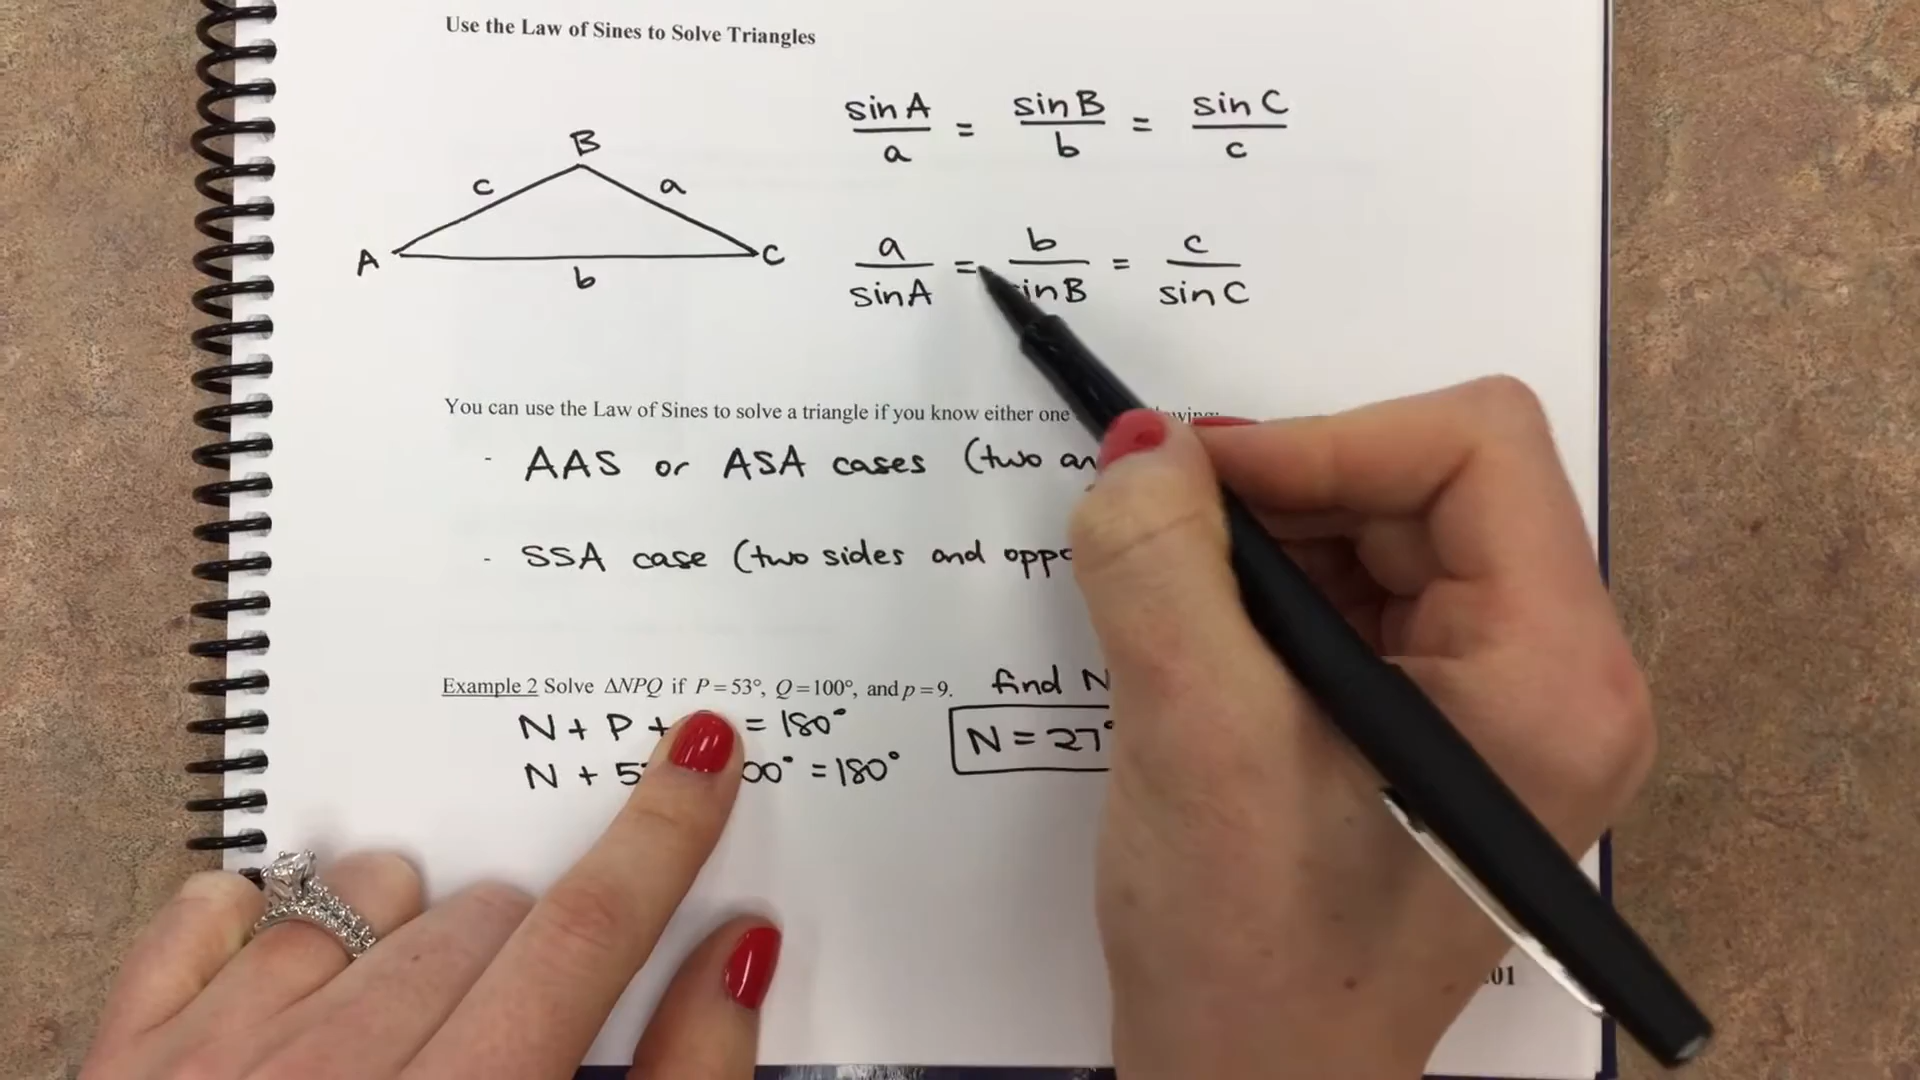 Use the Law of Sines to Solve Triangles
sin A / a = sin B / b = sin C / c
B
c a
A C
b
a / sin A = b / sin B = c / sin C
You can use the Law of Sines to solve a triangle if you know either one
- AAS or ASA cases (two
- SSA case (two sides and
Example 2 Solve ΔNPQ if P=53°, Q=100°, and p=9. find N
N + P + = 180°
N=27°
N + = 180°